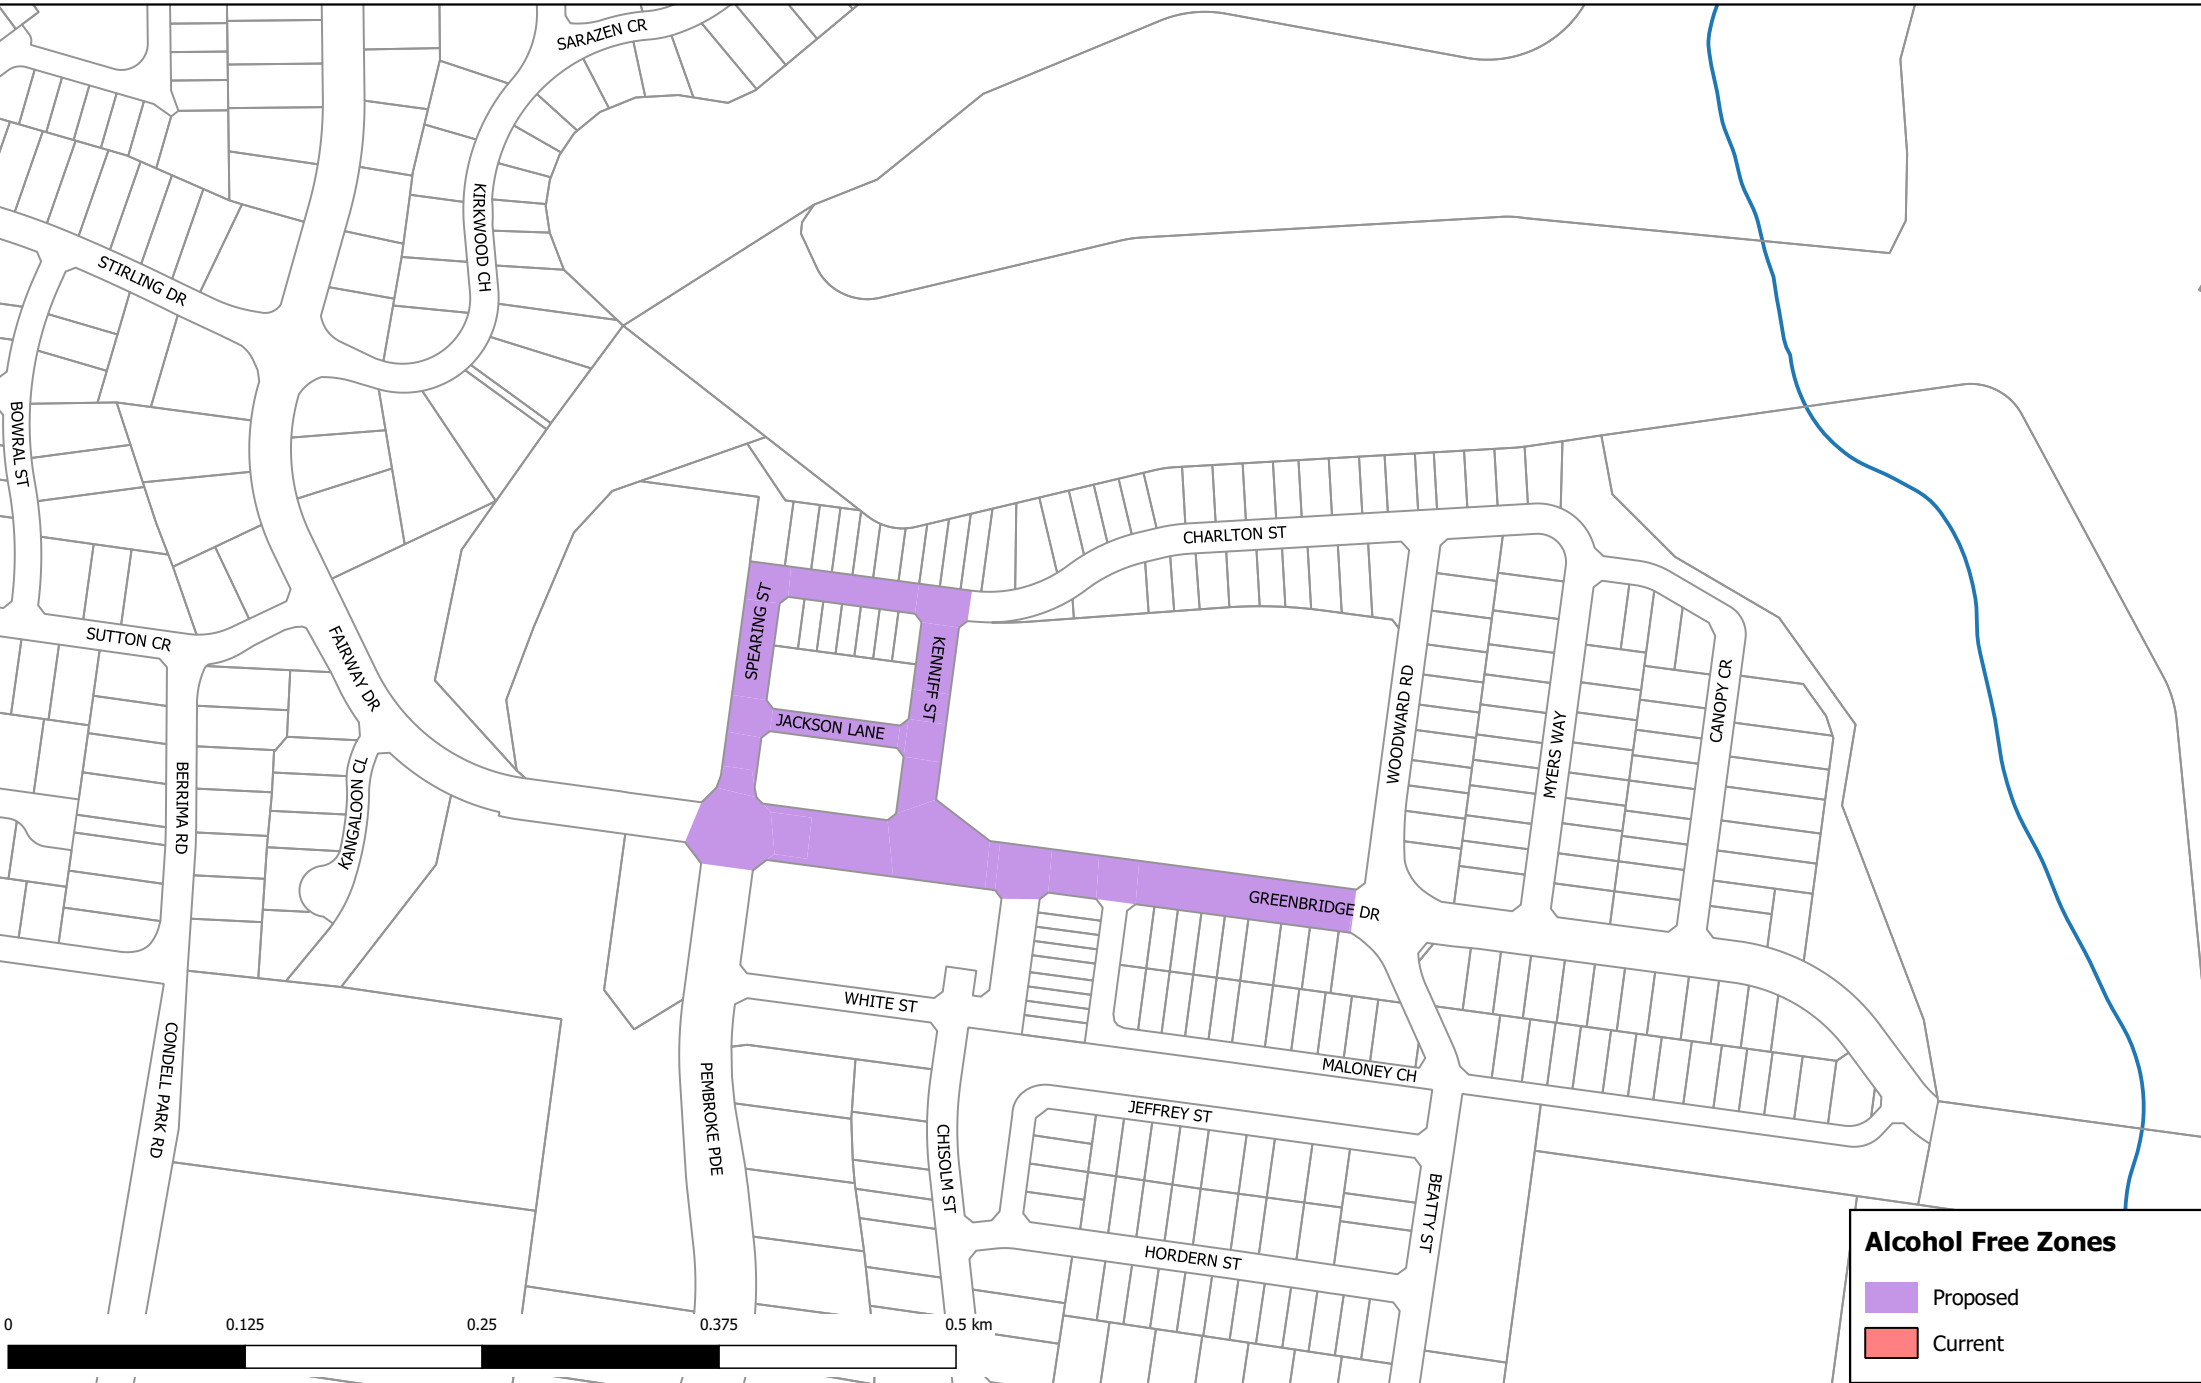 SARAZEN CR
KIRKWOOD CH
STIRLING DR
BOWRAL ST
CHARLTON ST
SPEARING ST
KENNIFF ST
SUTTON CR
FAIRWAY DR
JACKSON LANE
WOODWARD RD
MYERS WAY
CANOPY CR
BERRIMA RD
KANGALOON CL
GREENBRIDGE DR
WHITE ST
CONDELL PARK RD
PEMBROKE PDE
MALONEY CH
JEFFREY ST
CHISOLM ST
BEATTY ST
HORDERN ST
Alcohol Free Zones
Proposed
Current
0 0.125 0.25 0.375 0.5 km